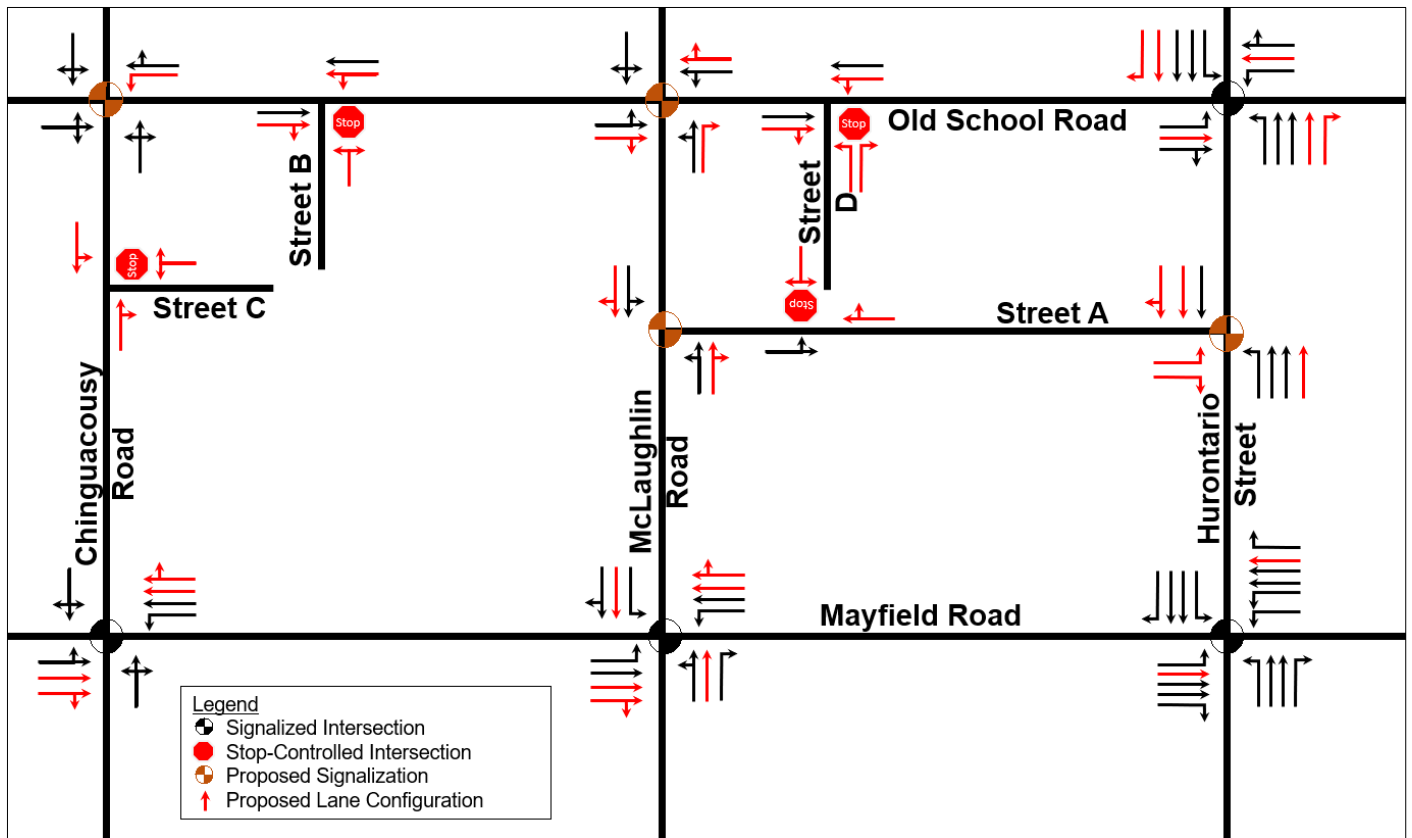 Stop
Stop
Old School Road
Street B
Street
D
Stop
Street C
Stop
Street A
Chinguacousy
Road
McLaughlin
Road
Hurontario
Street
Mayfield Road
Legend
Signalized Intersection
Stop-Controlled Intersection
Proposed Signalization
Proposed Lane Configuration